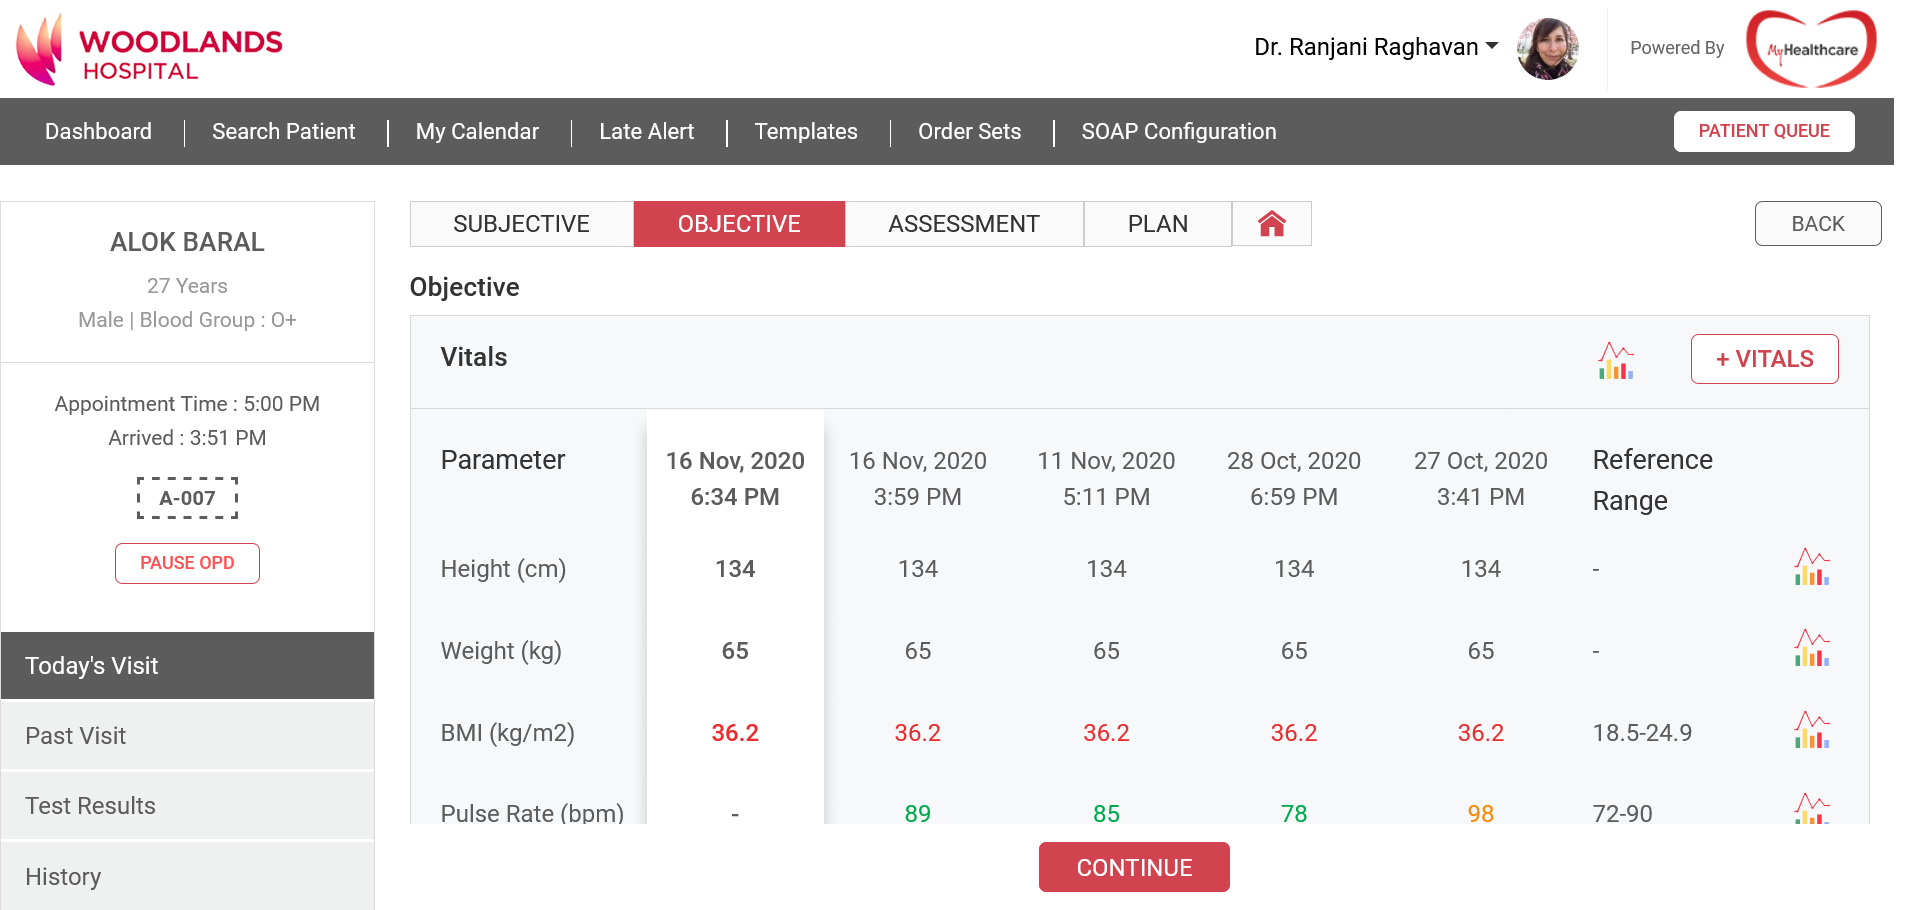 WOODLANDS
HOSPITAL
Dr. Ranjani Raghavan
Powered By
MyHealthcare
Dashboard
Search Patient
My Calendar
Late Alert
Templates
Order Sets
SOAP Configuration
PATIENT QUEUE
ALOK BARAL
27 Years
Male | Blood Group : O+
Appointment Time : 5:00 PM
Arrived : 3:51 PM
A-007
PAUSE OPD
Today's Visit
Past Visit
Test Results
History
SUBJECTIVE
OBJECTIVE
ASSESSMENT
PLAN
BACK
Objective
Vitals
+ VITALS
Parameter
16 Nov, 2020
6:34 PM
16 Nov, 2020
3:59 PM
11 Nov, 2020
5:11 PM
28 Oct, 2020
6:59 PM
27 Oct, 2020
3:41 PM
Reference
Range
Height (cm) 134 134 134 134 134 -
Weight (kg) 65 65 65 65 65 -
BMI (kg/m2) 36.2 36.2 36.2 36.2 36.2 18.5-24.9
Pulse Rate (bpm) - 89 85 78 98 72-90
CONTINUE